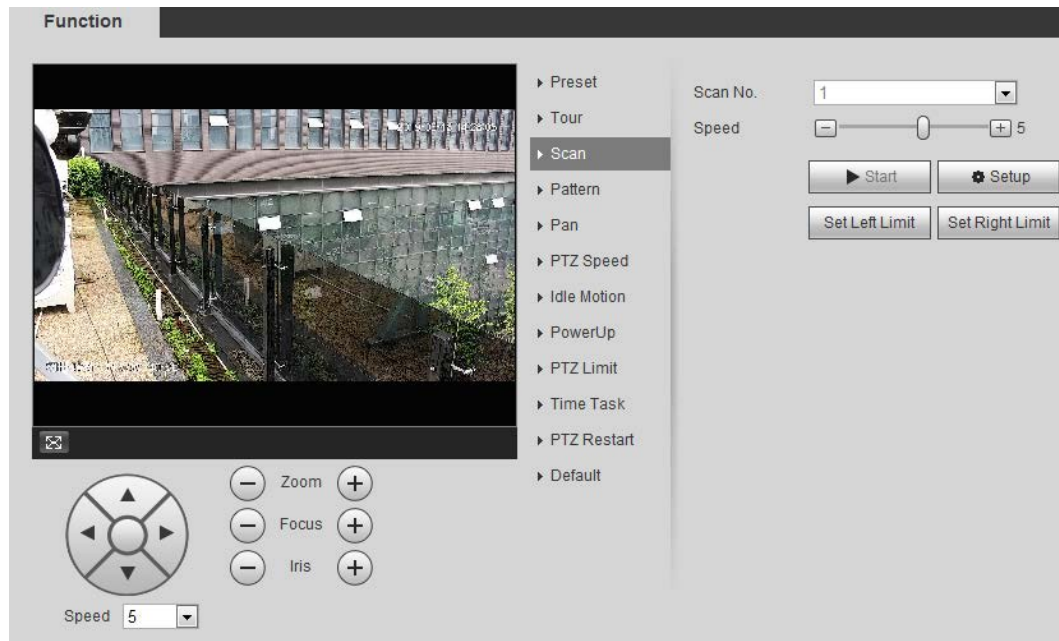 Function
Preset
Tour
Scan
Pattern
Pan
PTZ Speed
Idle Motion
PowerUp
PTZ Limit
Time Task
PTZ Restart
Default
Scan No. 1
Speed 5
Start Setup
Set Left Limit Set Right Limit
Zoom
Focus
Iris
Speed 5